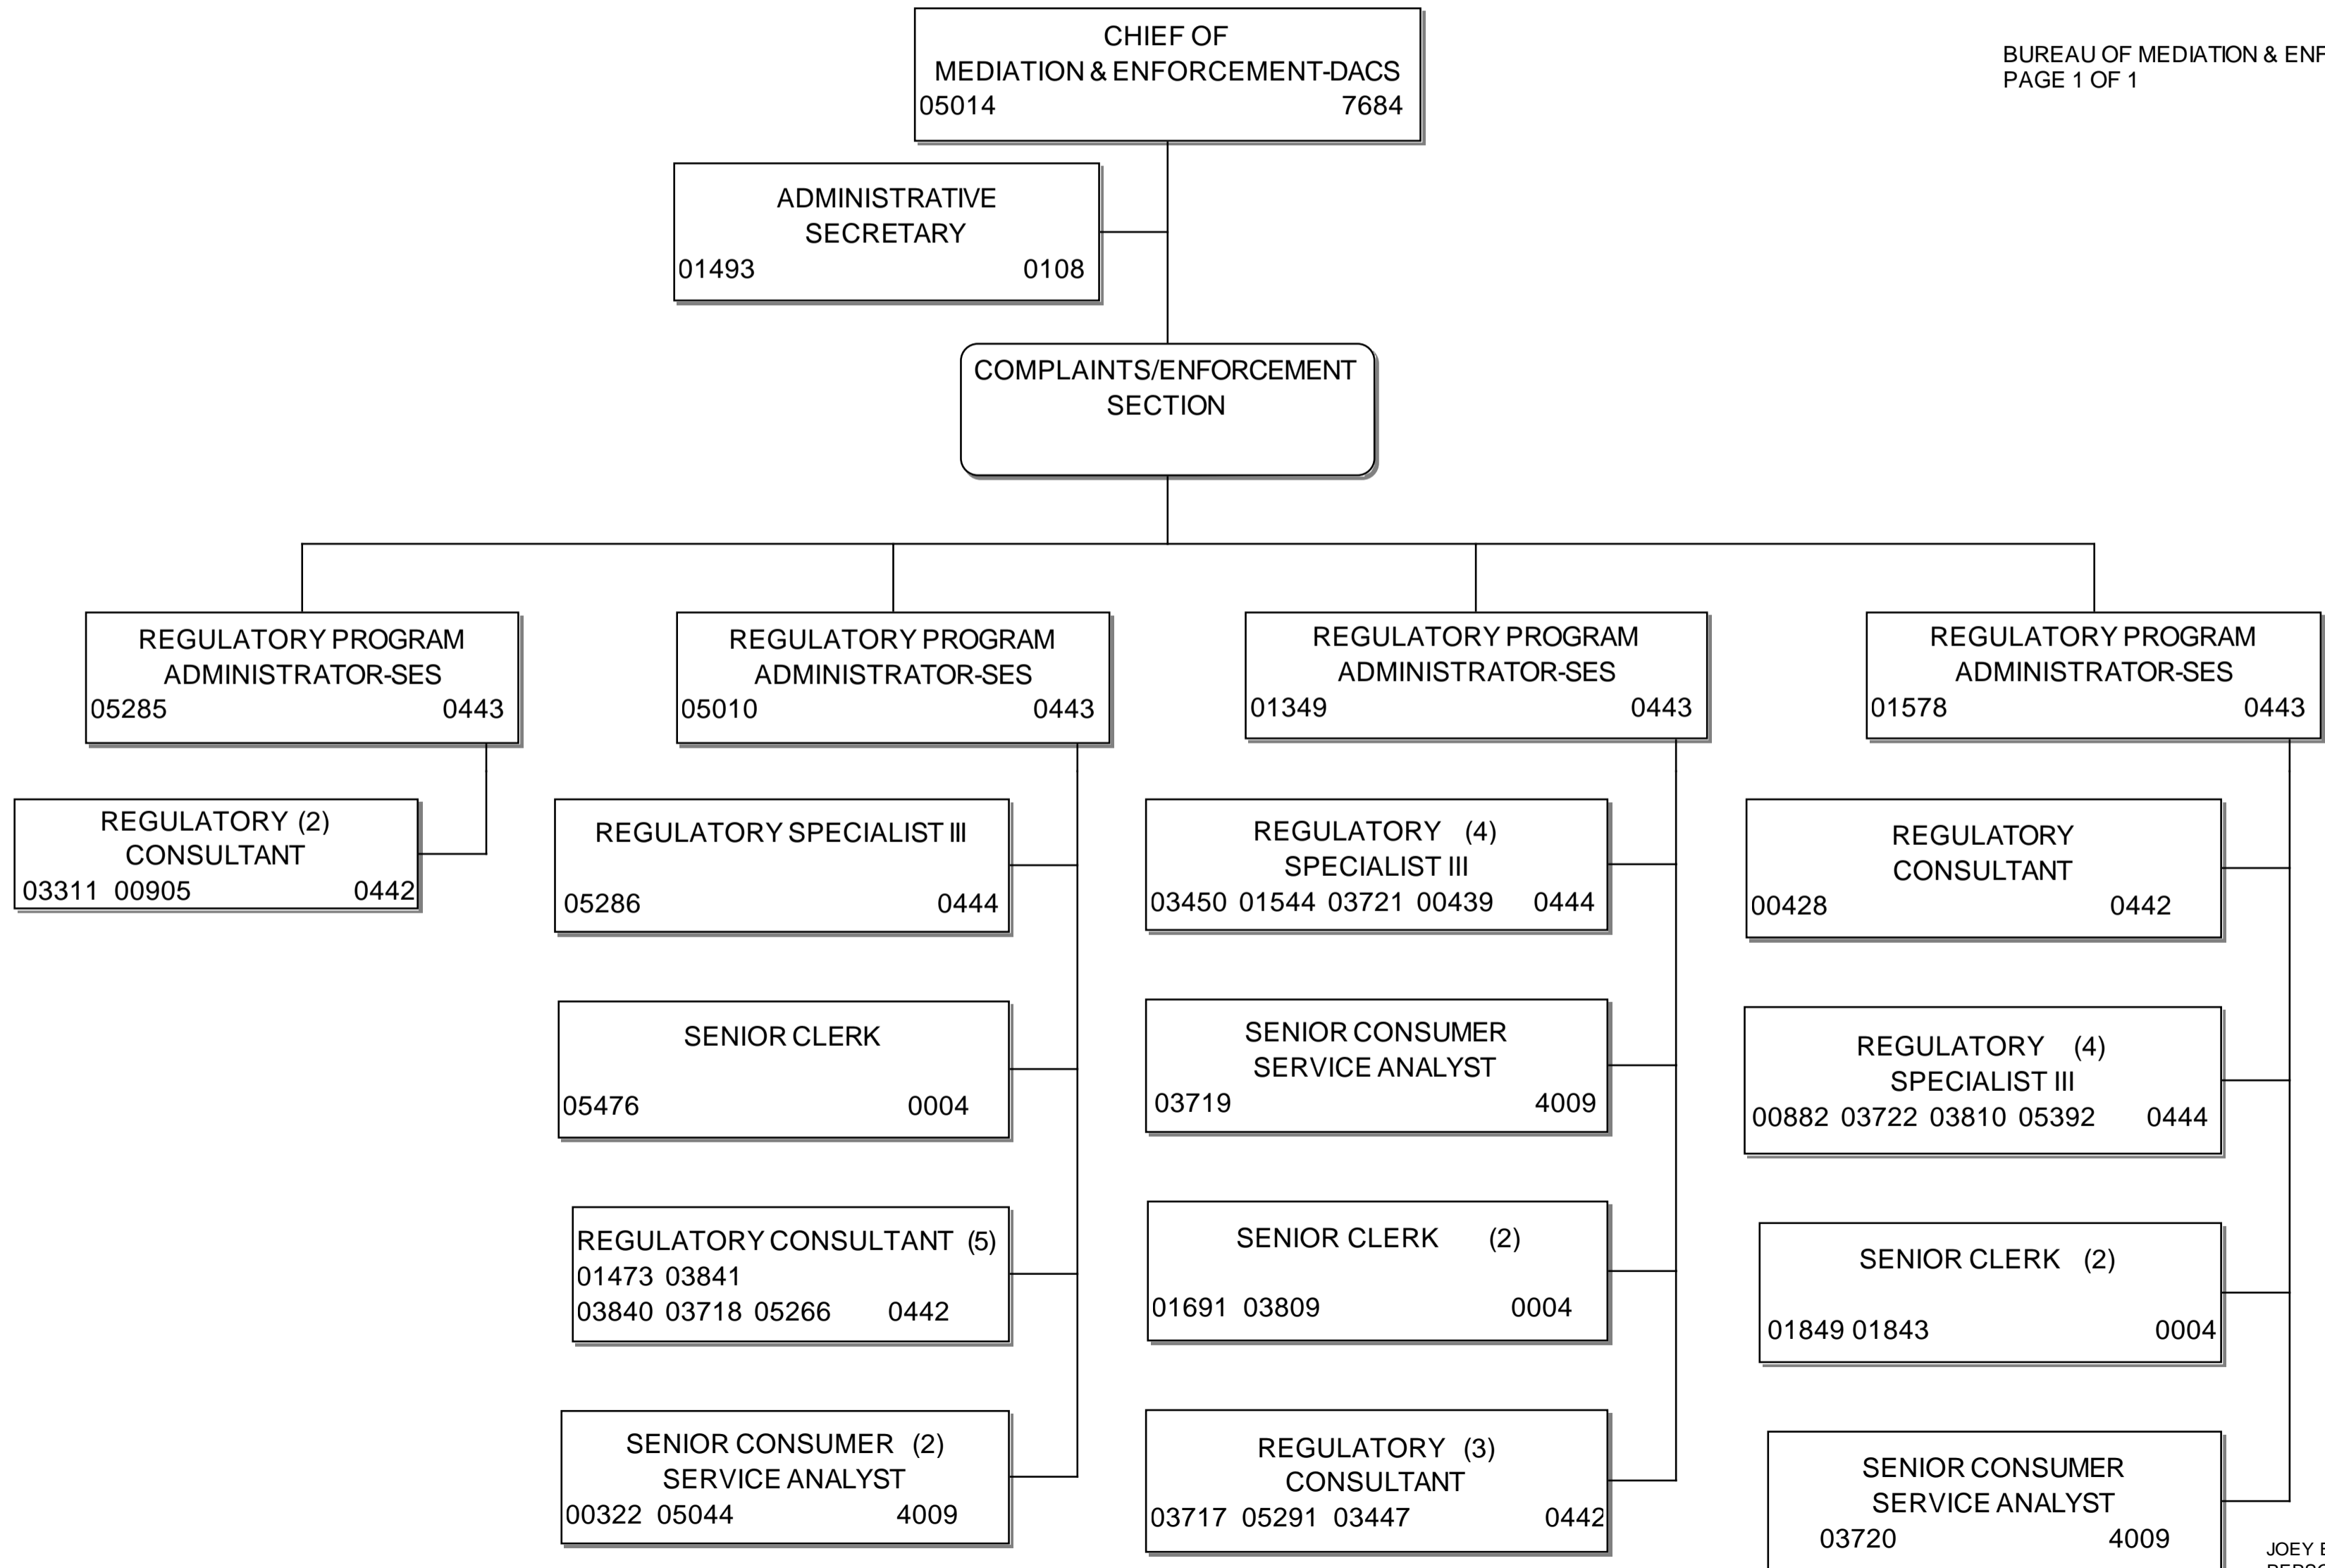 CHIEF OF
MEDIATION & ENFORCEMENT-DACS
05014 7684
BUREAU OF MEDIATION &
PAGE 1 OF 1
ADMINISTRATIVE
SECRETARY
01493 0108
COMPLAINTS/ENFORCEMENT
SECTION
REGULATORY PROGRAM
ADMINISTRATOR-SES
05285 0443
REGULATORY (2)
CONSULTANT
03311 00905 0442
REGULATORY PROGRAM
ADMINISTRATOR-SES
05010 0443
REGULATORY SPECIALIST III
05286 0444
SENIOR CLERK
05476 0004
REGULATORY CONSULTANT (5)
01473 03841
03840 03718 05266 0442
SENIOR CONSUMER (2)
SERVICE ANALYST
00322 05044 4009
REGULATORY PROGRAM
ADMINISTRATOR-SES
01349 0443
REGULATORY (4)
SPECIALIST III
03450 01544 03721 00439 0444
SENIOR CONSUMER
SERVICE ANALYST
03719 4009
SENIOR CLERK (2)
01691 03809 0004
REGULATORY (3)
CONSULTANT
03717 05291 03447 0442
REGULATORY PROGRAM
ADMINISTRATOR-SES
01578 0443
REGULATORY
CONSULTANT
00428 0442
REGULATORY (4)
SPECIALIST III
00882 03722 03810 05392 0444
SENIOR CLERK (2)
01849 01843 0004
SENIOR CONSUMER
SERVICE ANALYST
03720 4009
JOEY